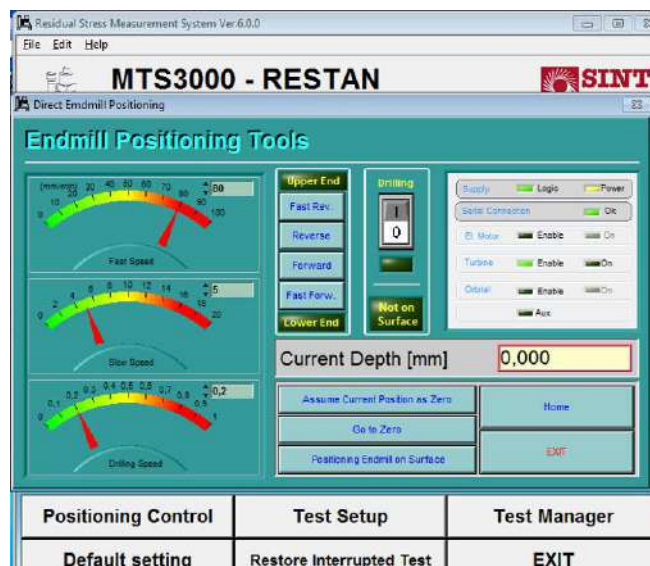 Residual Stress Measurement System Ver.6.0.0
File Edit Help
MTS3000 - RESTAN
SINT
Direct Emdmill Positioning
Endmill Positioning Tools
(mm/min)
0 10 20 30 40 50 60 70 80 90 100
80
Fast Speed
0 2 4 6 8 10 12 14 16 18 20
5
Slow Speed
0 0,1 0,2 0,3 0,4 0,5 0,6 0,7 0,8 0,9 1
0,2
Drilling Speed
Upper End
Fast Rev.
Reverse
Forward
Fast Forw.
Lower End
Drilling
I
O
Not on
Surface
Supply Logic Power
Serial Connection Ok
El. Motor Enable On
Turbine Enable On
Orbital Enable On
Aux
Current Depth [mm] 0,000
Assume Current Position as Zero
Go to Zero
Positioning Endmill on Surface
Home
EXIT
Positioning Control Test Setup Test Manager
Default setting Restore Interrupted Test EXIT